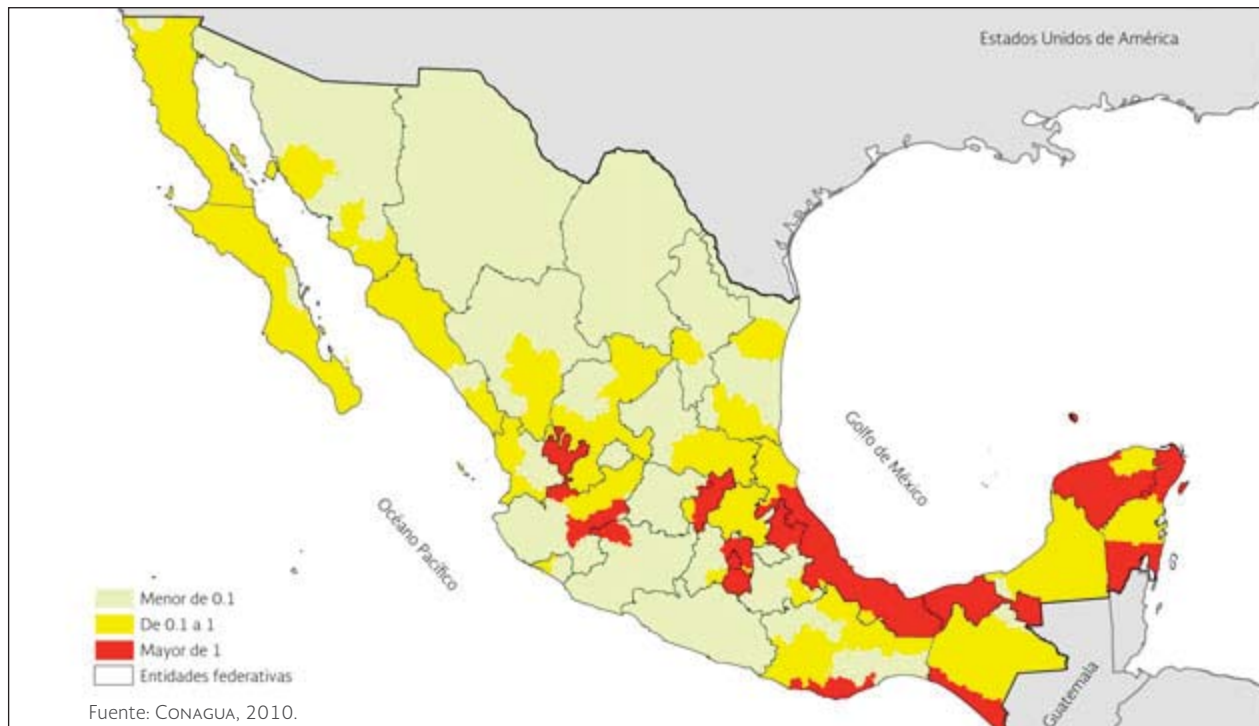 Estados Unidos de América
Golfo de México
Océano Pacífico
Menor de 0.1
De 0.1 a 1
Mayor de 1
Entidades federativas
Guatemala
Fuente: CONAGUA, 2010.